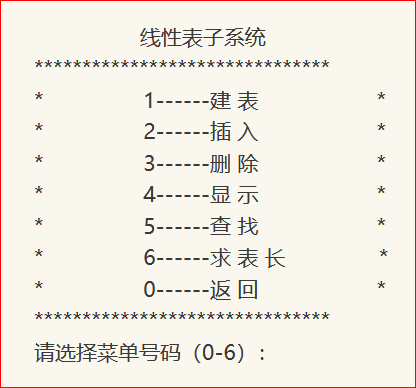 线性表子系统
*******************************
* 1------建 表 *
* 2------插 入 *
* 3------删 除 *
* 4------显 示 *
* 5------查 找 *
* 6------求 表 长 *
* 0------返 回 *
*******************************
请选择菜单号码（0-6）：